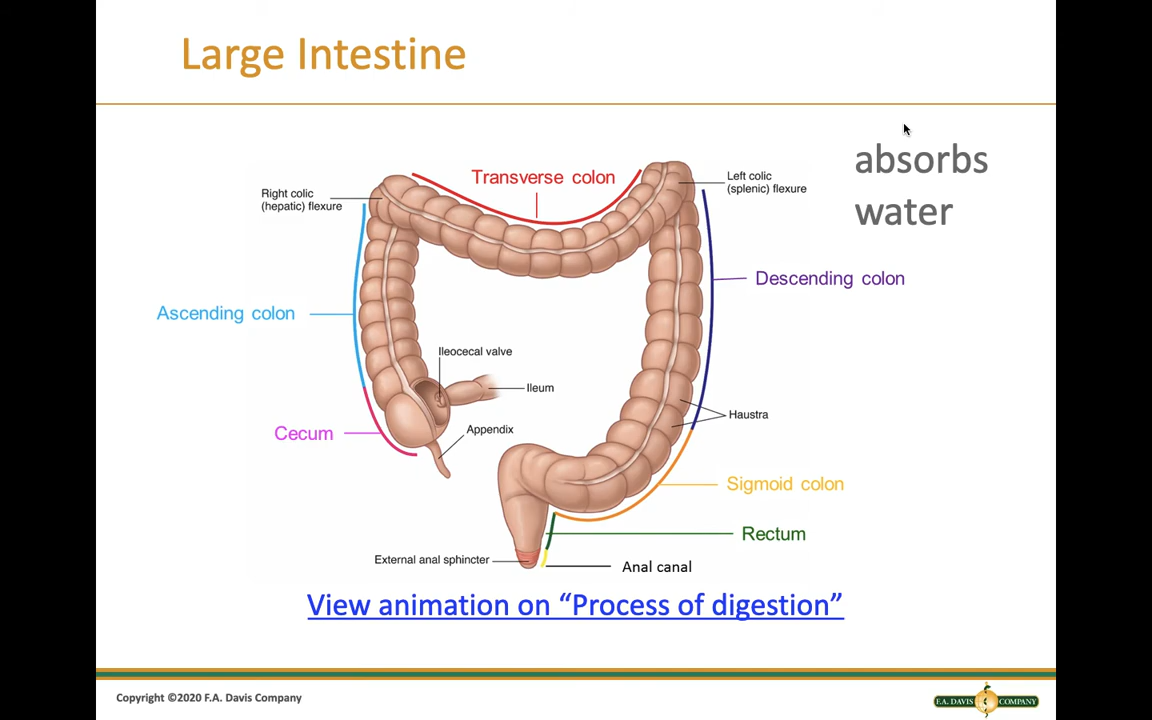 Large Intestine
absorbs
water
Transverse colon
Right colic
(hepatic) flexure
Left colic
(splenic) flexure
Descending colon
Ascending colon
Ileocecal valve
Ileum
Haustra
Appendix
Cecum
Sigmoid colon
Rectum
External anal sphincter
Anal canal
View animation on “Process of digestion”
Copyright ©2020 F.A. Davis Company
F.A. DAVIS COMPANY